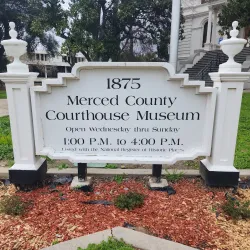 1875
Merced County
Courthouse Museum
Open Wednesday thru Sunday
1:00 P.M. to 4:00 P.M.
Listed with the National Register of Historic Places